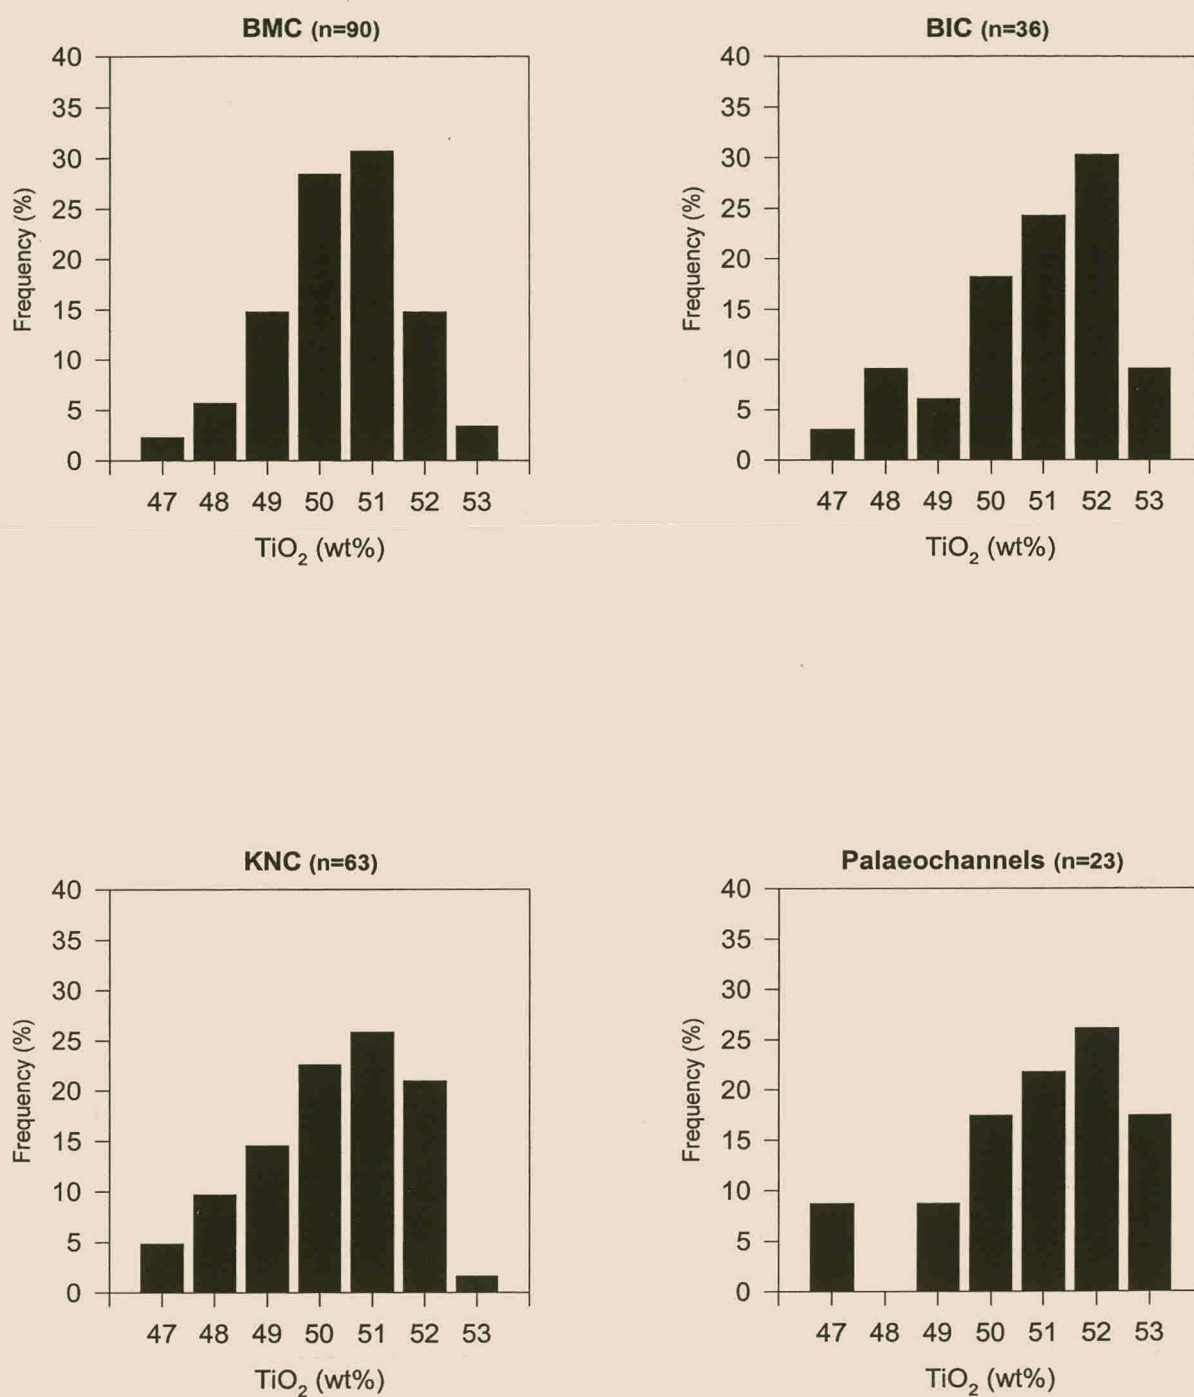 BMC (n=90)
40
35
30
25
20
15
10
5
0
Frequency (%)
47 48 49 50 51 52 53
TiO₂ (wt%)
BIC (n=36)
40
35
30
25
20
15
10
5
0
Frequency (%)
47 48 49 50 51 52 53
TiO₂ (wt%)
KNC (n=63)
40
35
30
25
20
15
10
5
0
Frequency (%)
47 48 49 50 51 52 53
TiO₂ (wt%)
Palaeochannels (n=23)
40
35
30
25
20
15
10
5
0
Frequency (%)
47 48 49 50 51 52 53
TiO₂ (wt%)